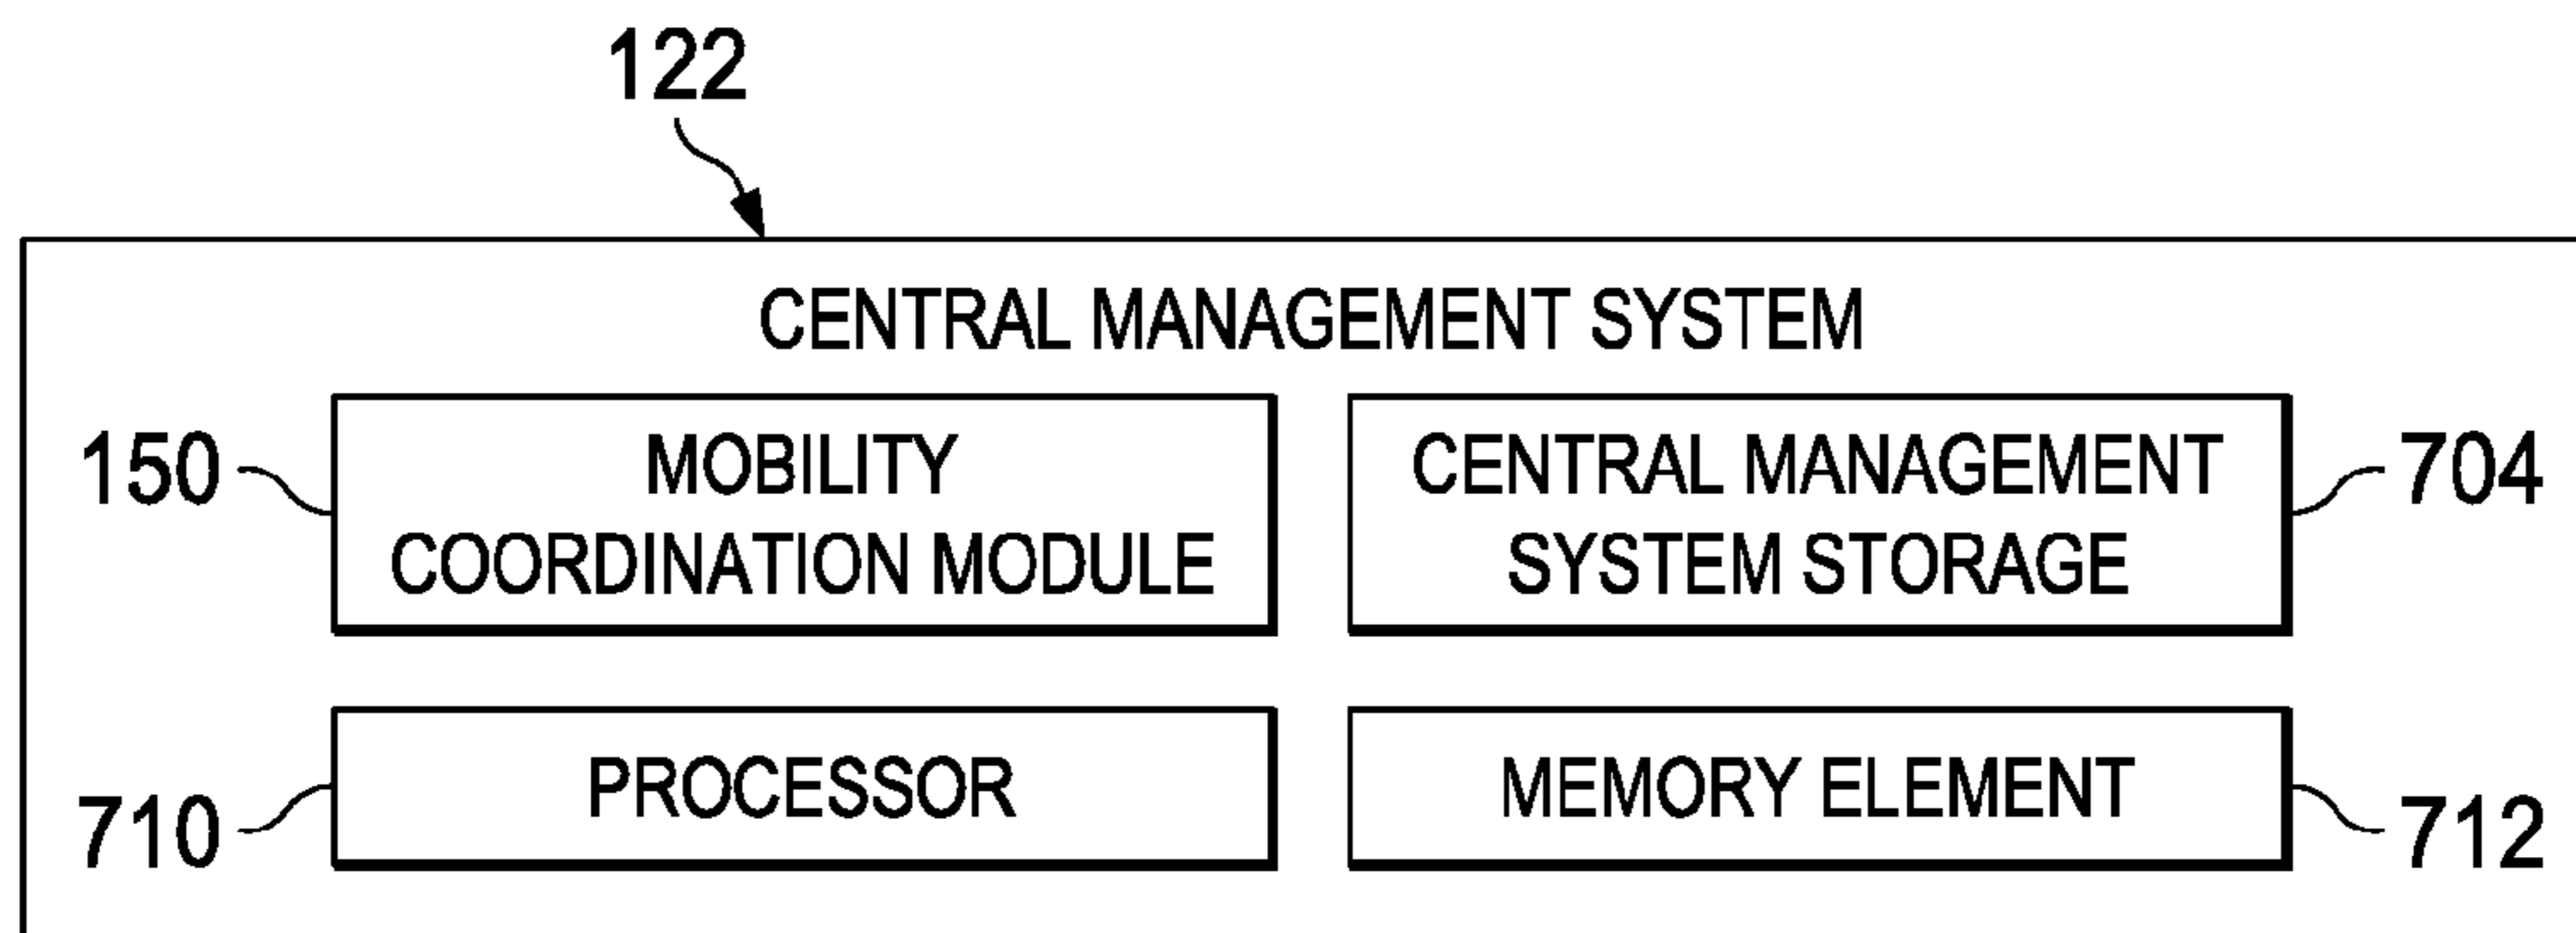 122
CENTRAL MANAGEMENT SYSTEM
150
MOBILITY
COORDINATION MODULE
CENTRAL MANAGEMENT
SYSTEM STORAGE
704
710
PROCESSOR
MEMORY ELEMENT
712